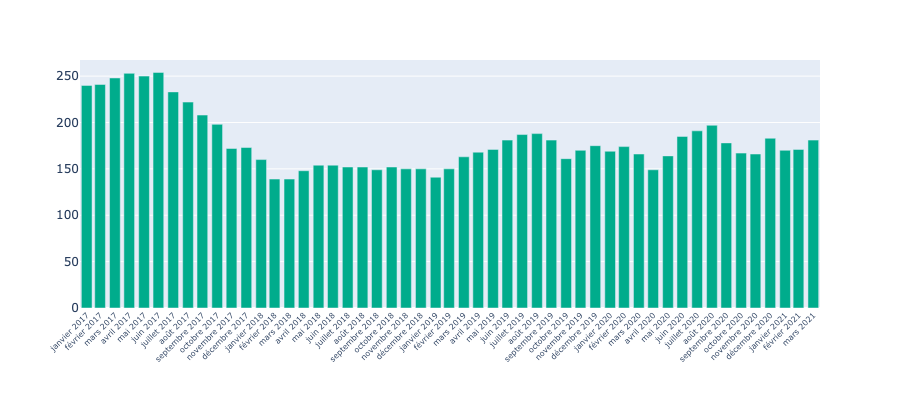 250
200
150
100
50
0
janvier 2017
février 2017
mars 2017
avril 2017
mai 2017
juin 2017
juillet 2017
août 2017
septembre 2017
octobre 2017
novembre 2017
décembre 2017
janvier 2018
février 2018
mars 2018
avril 2018
mai 2018
juin 2018
juillet 2018
août 2018
septembre 2018
octobre 2018
novembre 2018
décembre 2018
janvier 2019
février 2019
mars 2019
avril 2019
mai 2019
juin 2019
juillet 2019
août 2019
septembre 2019
octobre 2019
novembre 2019
décembre 2019
janvier 2020
février 2020
mars 2020
avril 2020
mai 2020
juin 2020
juillet 2020
août 2020
septembre 2020
octobre 2020
novembre 2020
décembre 2020
janvier 2021
février 2021
mars 2021